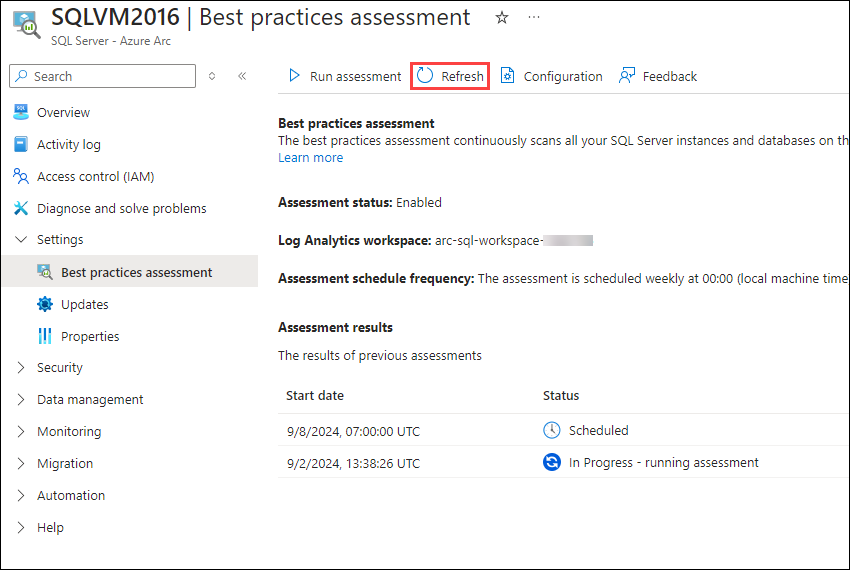 SQLVM2016 | Best practices assessment
SQL Server - Azure Arc
Search
Run assessment Refresh Configuration Feedback
Overview
Activity log
Access control (IAM)
Diagnose and solve problems
Settings
Best practices assessment
Updates
Properties
Security
Data management
Monitoring
Migration
Automation
Help
Best practices assessment
The best practices assessment continuously scans all your SQL Server instances and databases on th
Learn more
Assessment status: Enabled
Log Analytics workspace: arc-sql-workspace-
Assessment schedule frequency: The assessment is scheduled weekly at 00:00 (local machine time
Assessment results
The results of previous assessments
Start date Status
9/8/2024, 07:00:00 UTC Scheduled
9/2/2024, 13:38:26 UTC In Progress - running assessment